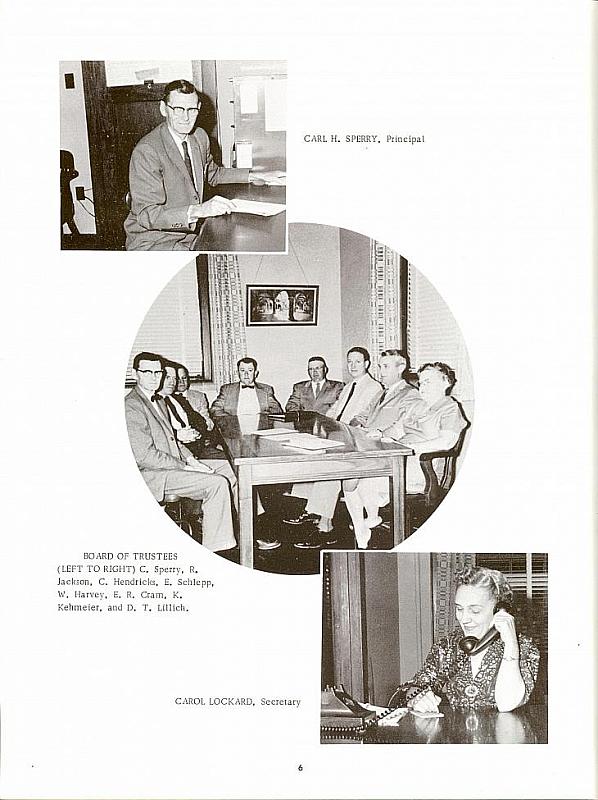 CARL H. SPERRY, Principal
BOARD OF TRUSTEES
(LEFT TO RIGHT) C. Sperry, R.
Jackson, C. Hendricks, E. Schlepp,
W. Harvey, E. R. Cram, K.
Kehmeier, and D. T. Lillich.
CAROL LOCKARD, Secretary
6